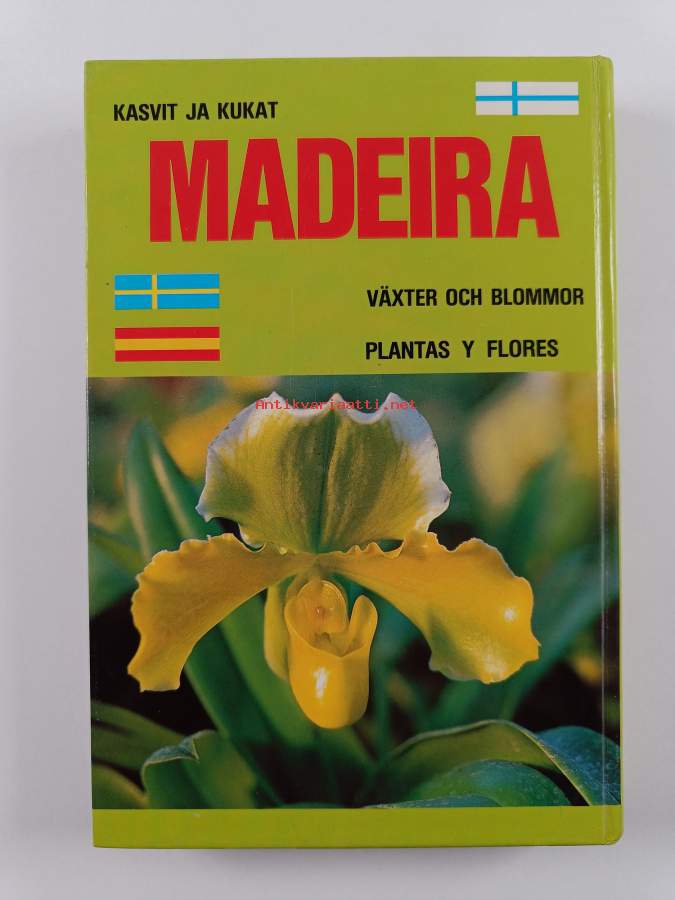 KASVIT JA KUKAT
MADEIRA
VÄXTER OCH BLOMMOR
PLANTAS Y FLORES
Antikvariaatti.net